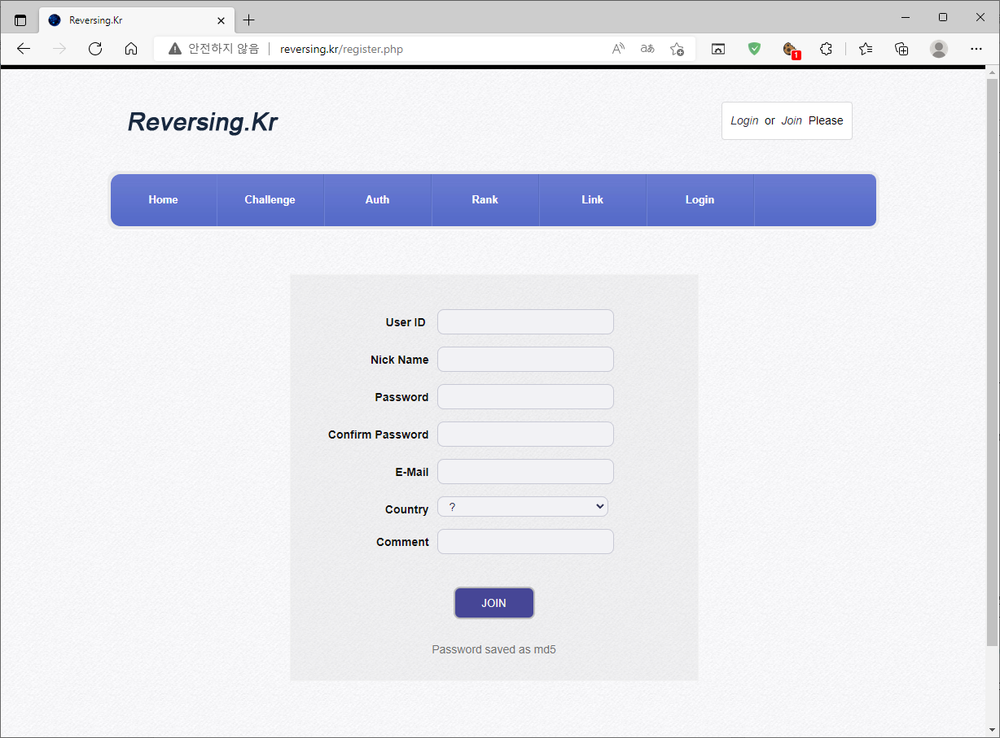 Reversing.Kr
안전하지 않음 reversing.kr/register.php
1
Reversing.Kr
Login or Join Please
Home Challenge Auth Rank Link Login
User ID
Nick Name
Password
Confirm Password
E-Mail
Country ?
Comment
JOIN
Password saved as md5